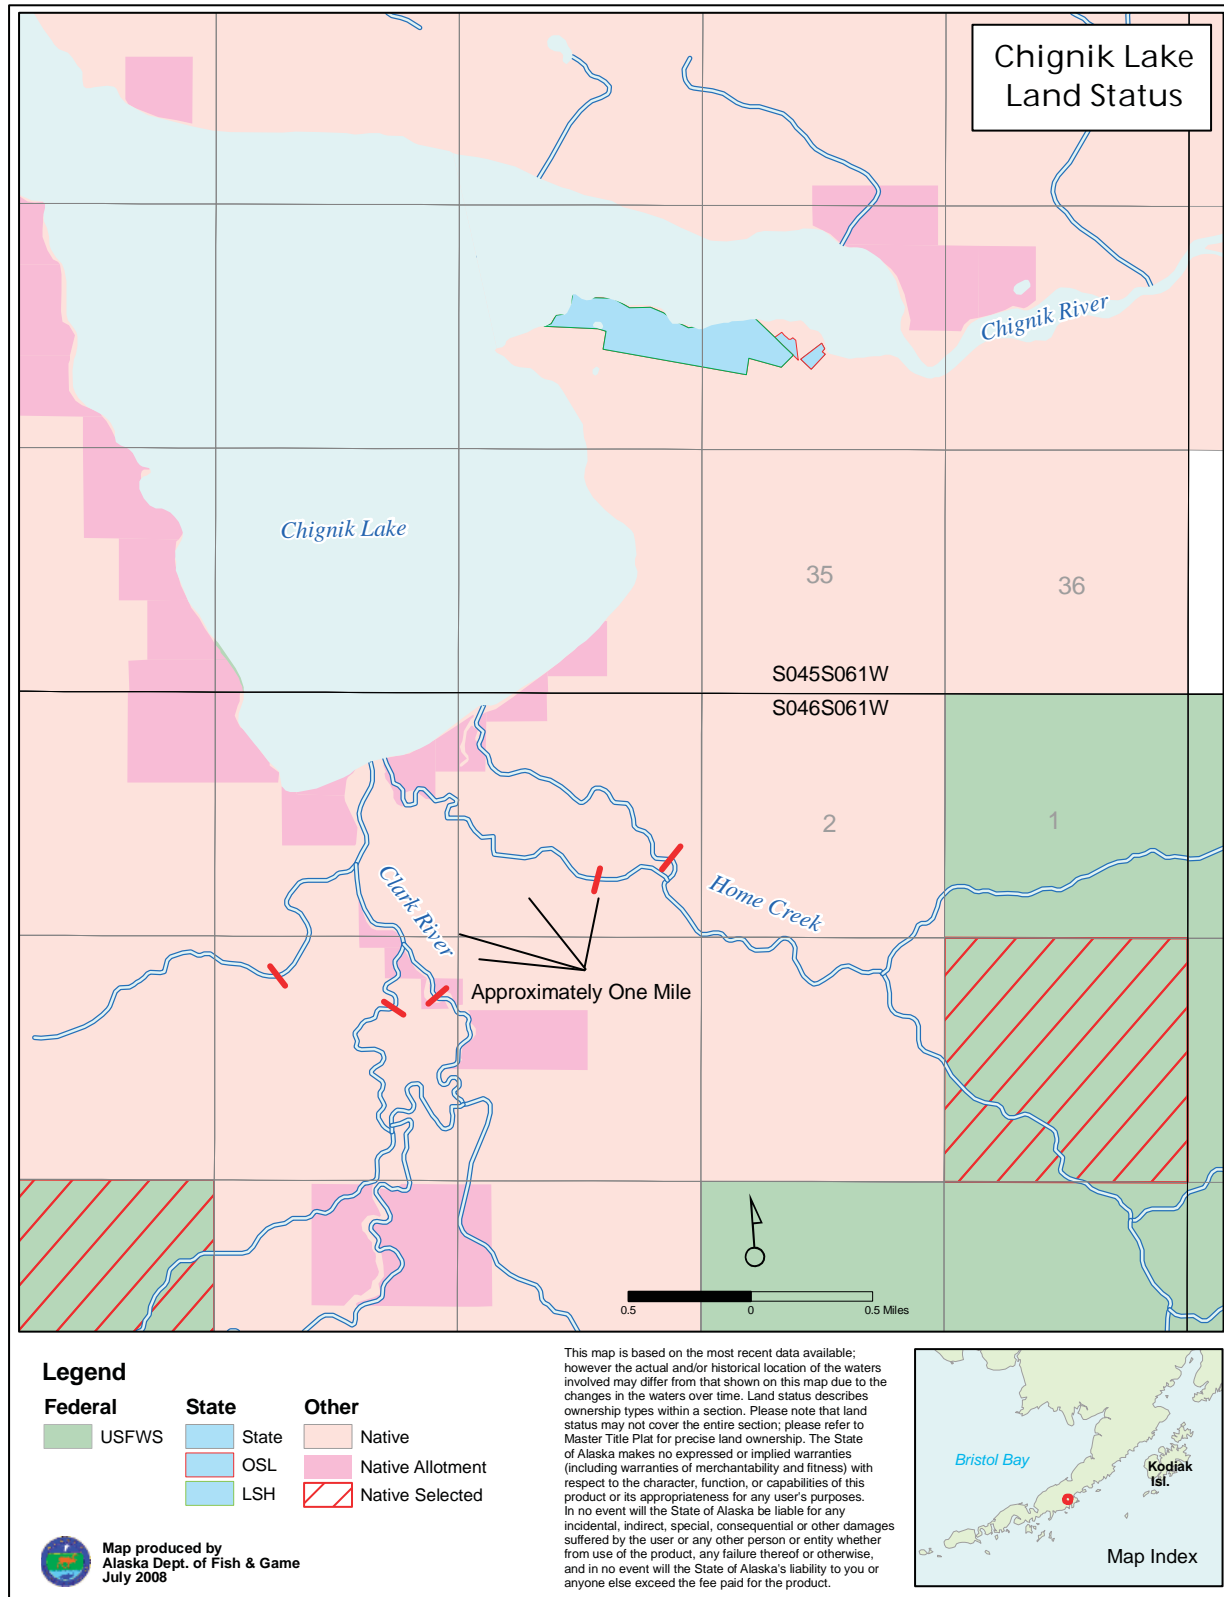 Chignik Lake
Land Status
Chignik River
Chignik Lake
35
36
S045S061W
S046S061W
2
1
Clark River
Home Creek
Approximately One Mile
0.5
0
0.5 Miles
Legend
Federal
USFWS
State
State
OSL
LSH
Other
Native
Native Allotment
Native Selected
Map produced by
Alaska Dept. of Fish & Game
July 2008
This map is based on the most recent data available;
however the actual and/or historical location of the waters
involved may differ from that shown on this map due to the
changes in the waters over time. Land status describes
ownership types within a section. Please note that land
status may not cover the entire section; please refer to
Master Title Plat for precise land ownership. The State
of Alaska makes no expressed or implied warranties
(including warranties of merchantability and fitness) with
respect to the character, function, or capabilities of this
product or its appropriateness for any user's purposes.
In no event will the State of Alaska be liable for any
incidental, indirect, special, consequential or other damages
suffered by the user or any other person or entity whether
from use of the product, any failure thereof or otherwise,
and in no event will the State of Alaska's liability to you or
anyone else exceed the fee paid for the product.
Bristol Bay
Kodiak
Isl.
Map Index